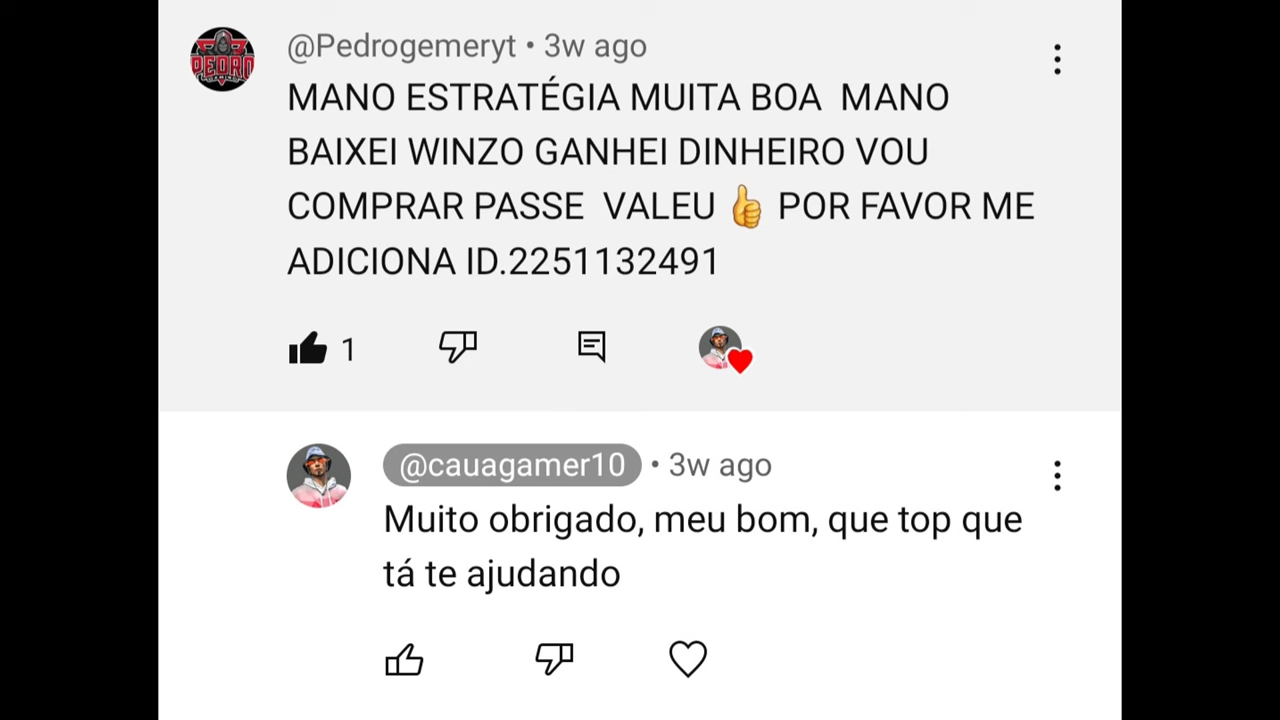 @Pedrogemeryt • 3w ago
MANO ESTRATÉGIA MUITA BOA MANO
BAIXEI WINZO GANHEI DINHEIRO VOU
COMPRAR PASSE VALEU 👍 POR FAVOR ME
ADICIONA ID.2251132491
1
@cauagamer10 • 3w ago
Muito obrigado, meu bom, que top que
tá te ajudando
PEDRO